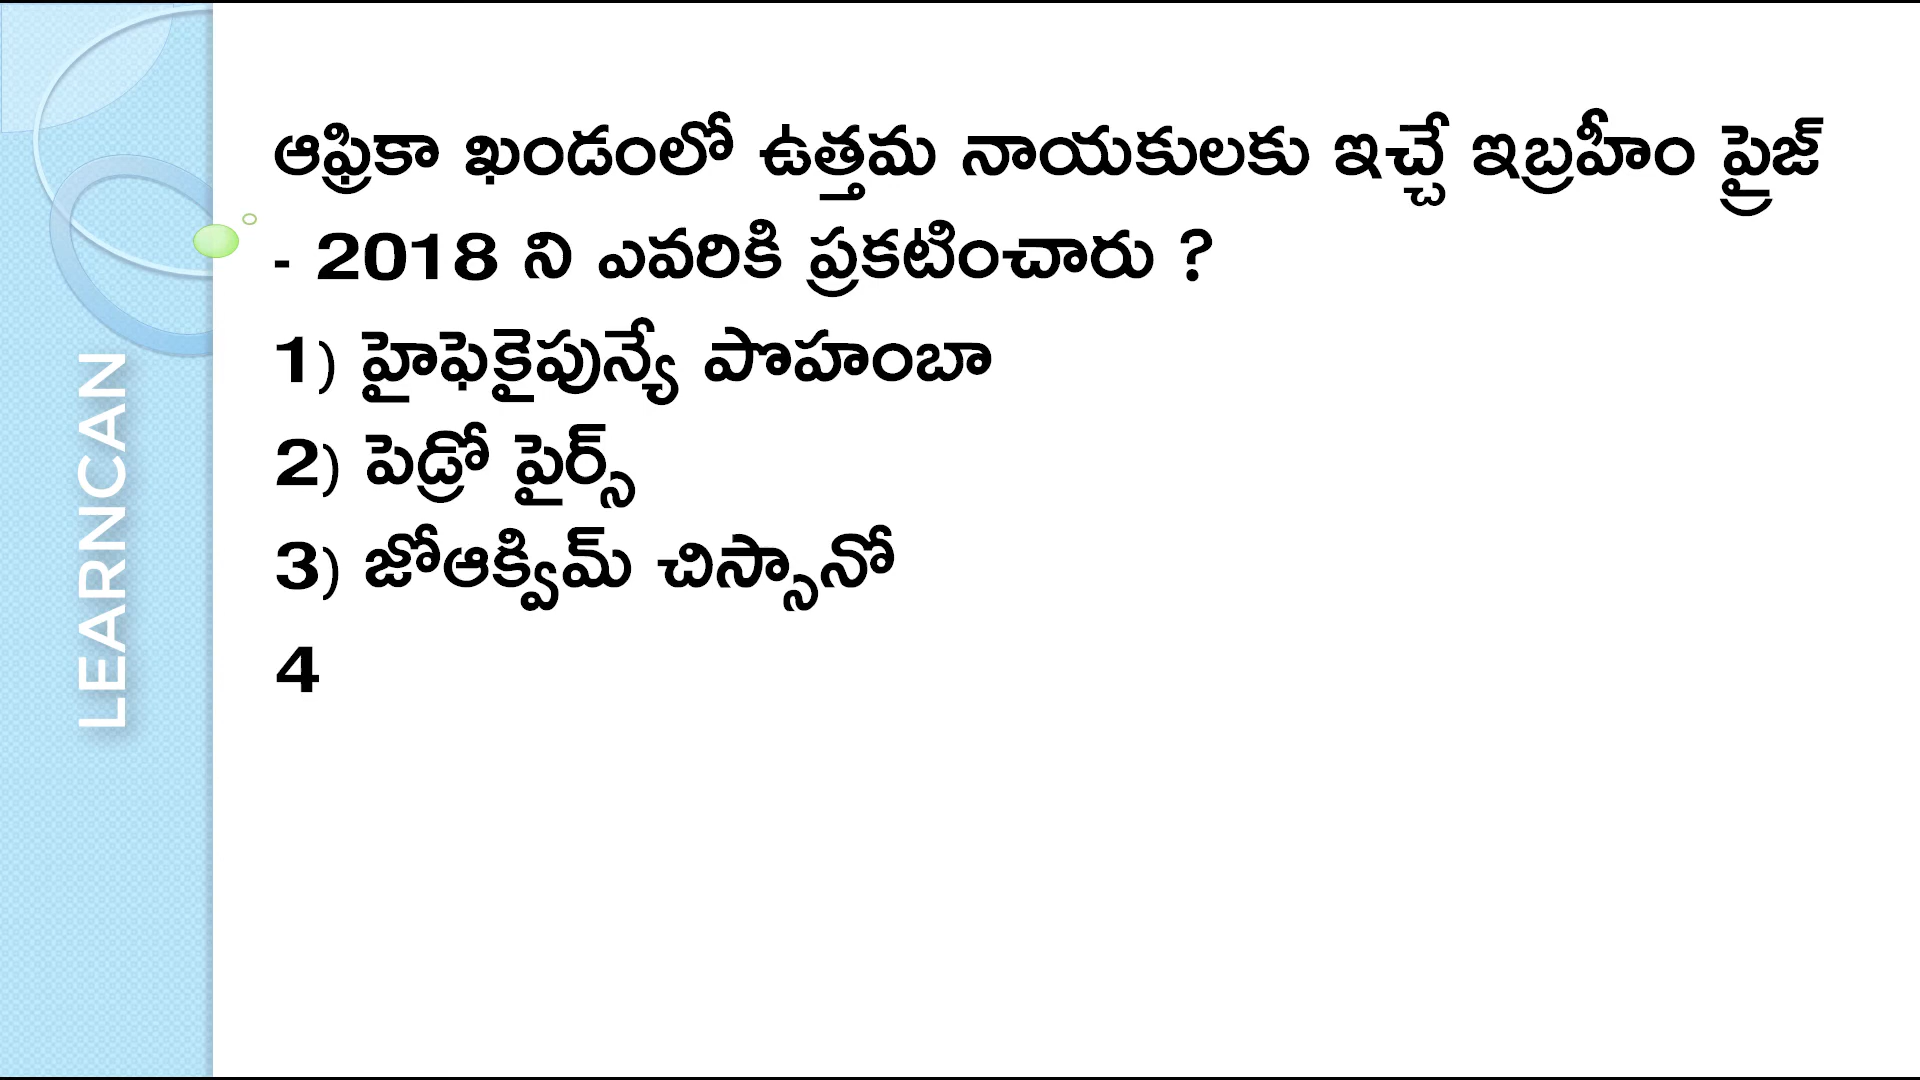 LEARNCAN
ఆఫ్రికా ఖండంలో ఉత్తమ నాయకులకు ఇచ్చే ఇబ్రహీం ప్రైజ్
- 2018 ని ఎవరికి ప్రకటించారు ?
1) హైఫెకైపున్యే పొహంబా
2) పెడ్రో పైర్స్
3) జోఆక్విమ్ చిస్సానో
4